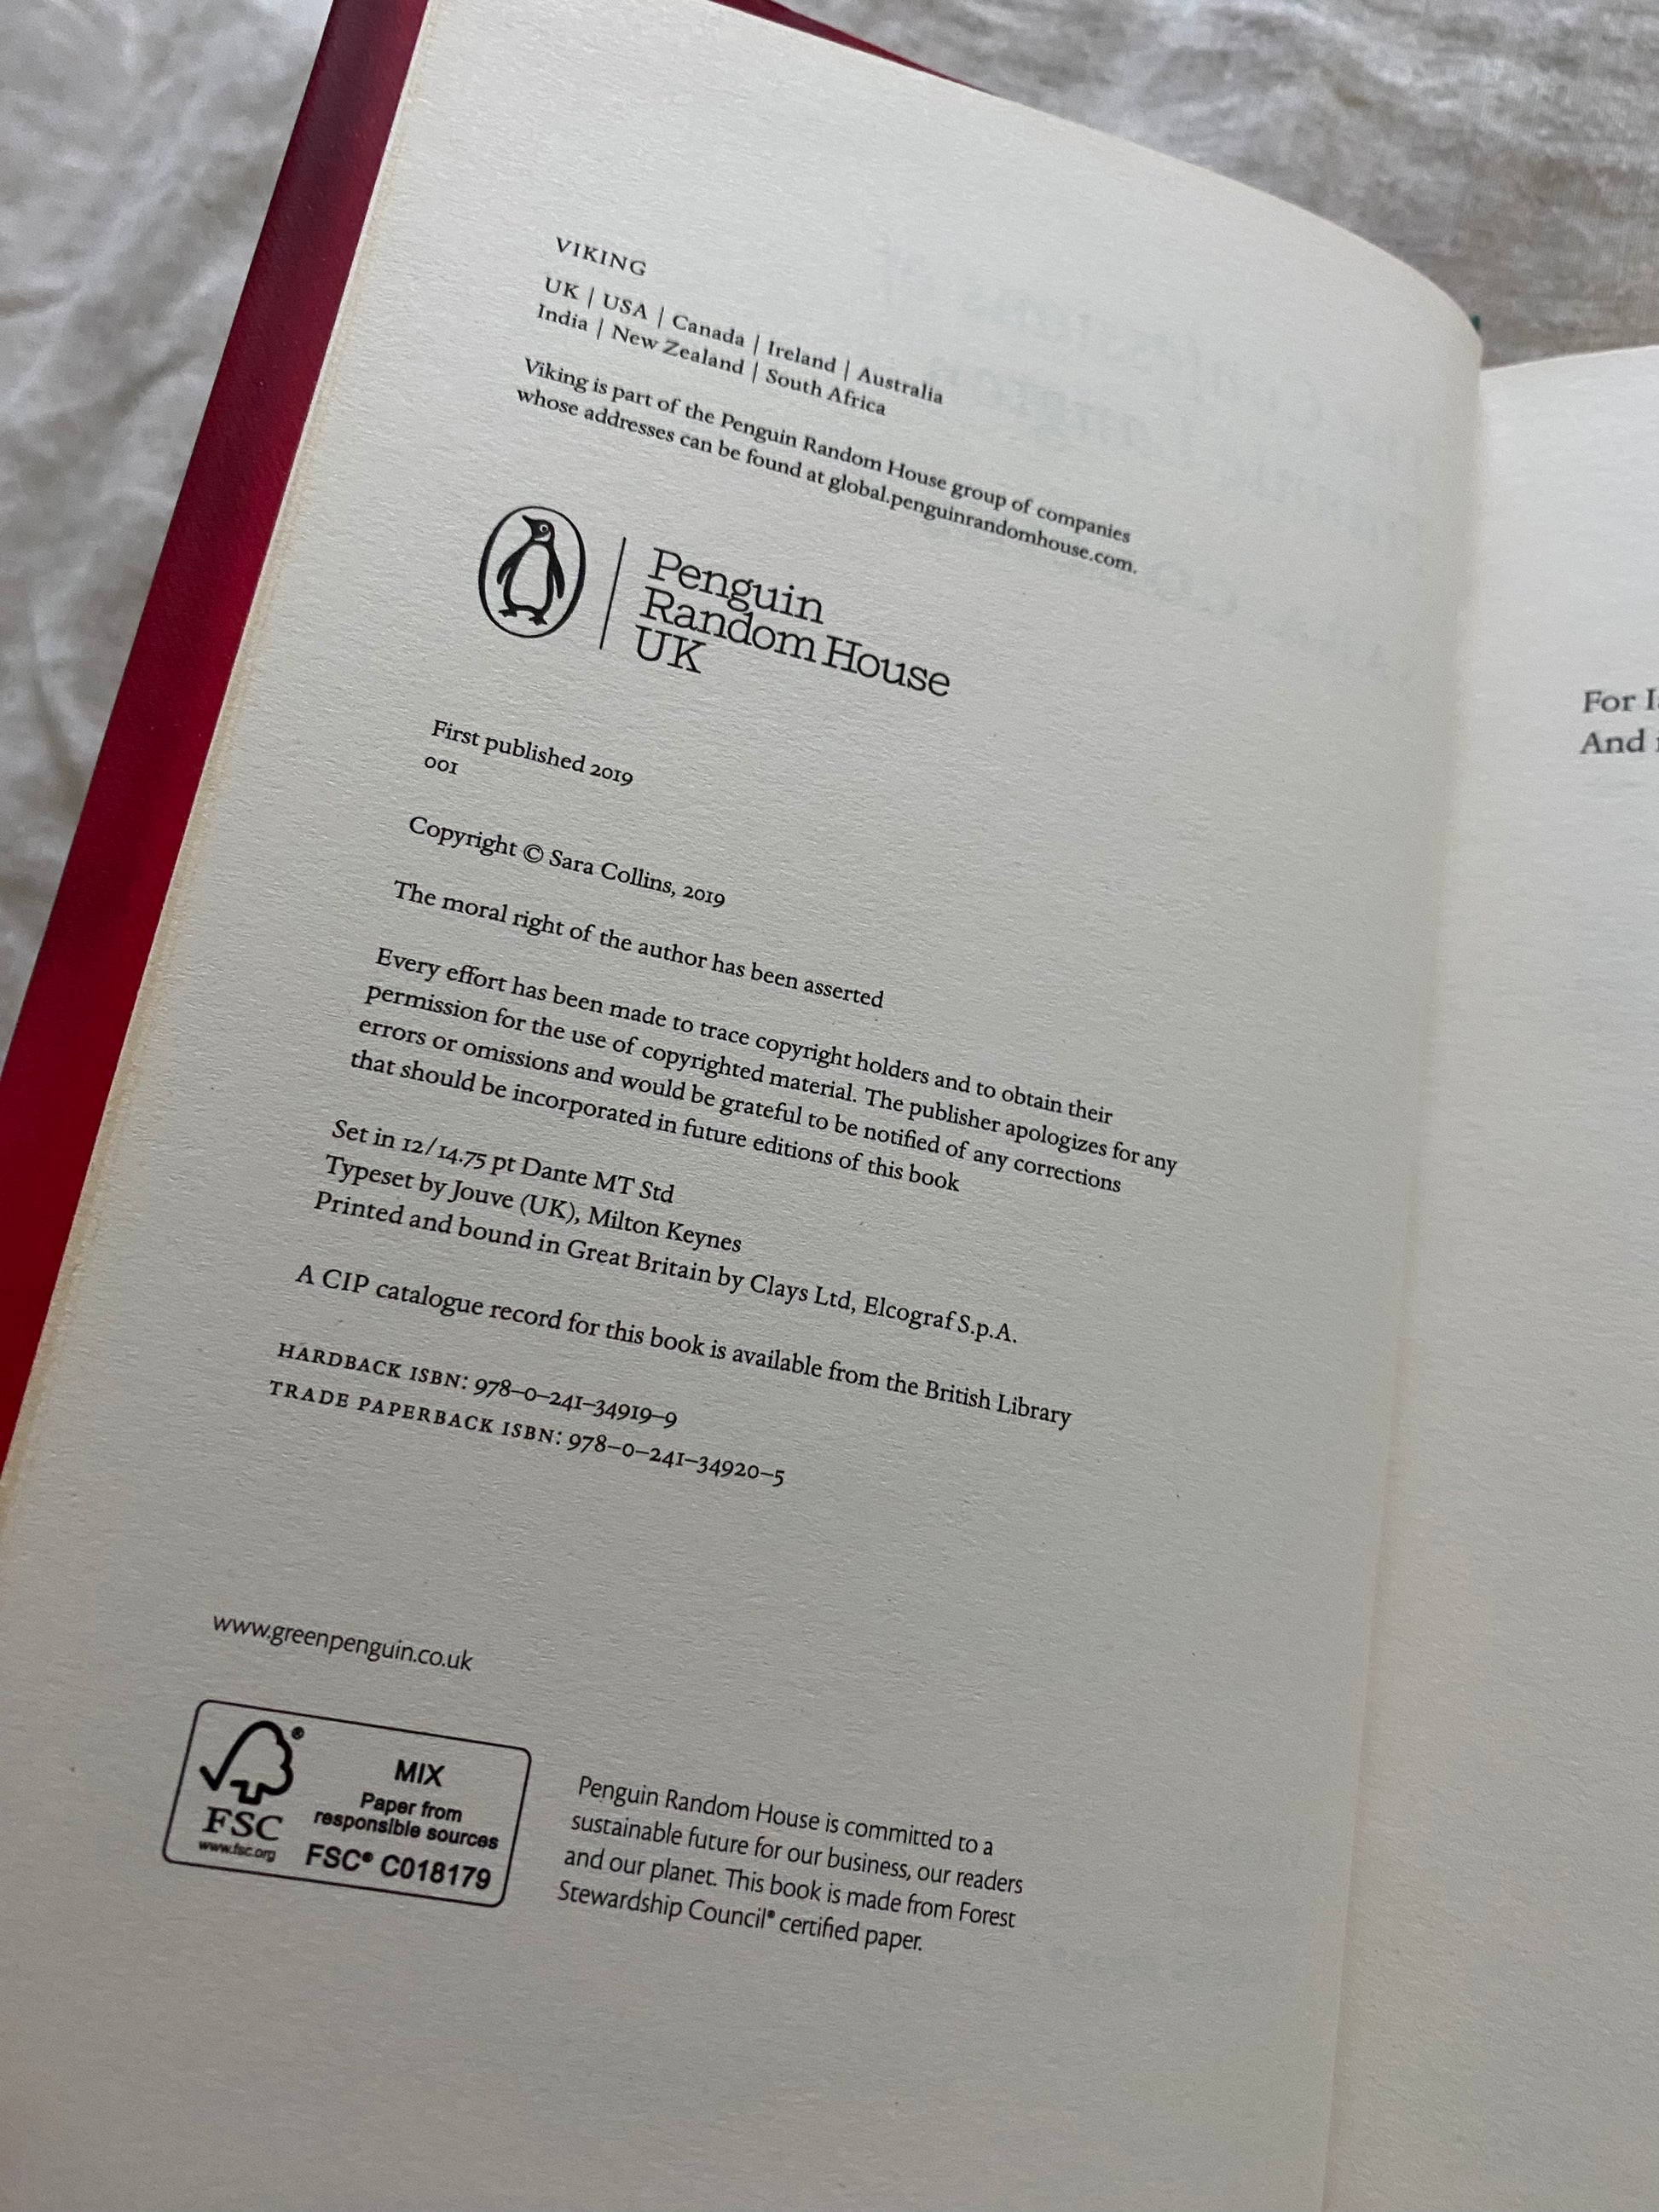 VIKING
UK | USA | Canada | Ireland | Australia
India | New Zealand | South Africa
Viking is part of the Penguin Random House group of companies
whose addresses can be found at global.penguinrandomhouse.com.
Penguin
Random House
UK
First published 2019
001
Copyright © Sara Collins, 2019
The moral right of the author has been asserted
Every effort has been made to trace copyright holders and to obtain their
permission for the use of copyrighted material. The publisher apologizes for any
errors or omissions and would be grateful to be notified of any corrections
that should be incorporated in future editions of this book
Set in 12/14.75 pt Dante MT Std
Typeset by Jouve (UK), Milton Keynes
Printed and bound in Great Britain by Clays Ltd, Elcograf S.p.A.
A CIP catalogue record for this book is available from the British Library
HARDBACK ISBN: 978–0–241–34919–9
TRADE PAPERBACK ISBN: 978–0–241–34920–5
www.greenpenguin.co.uk
®
FSC
www.fsc.org
MIX
Paper from
responsible sources
FSC® C018179
Penguin Random House is committed to a
sustainable future for our business, our readers
and our planet. This book is made from Forest
Stewardship Council® certified paper.
For
And